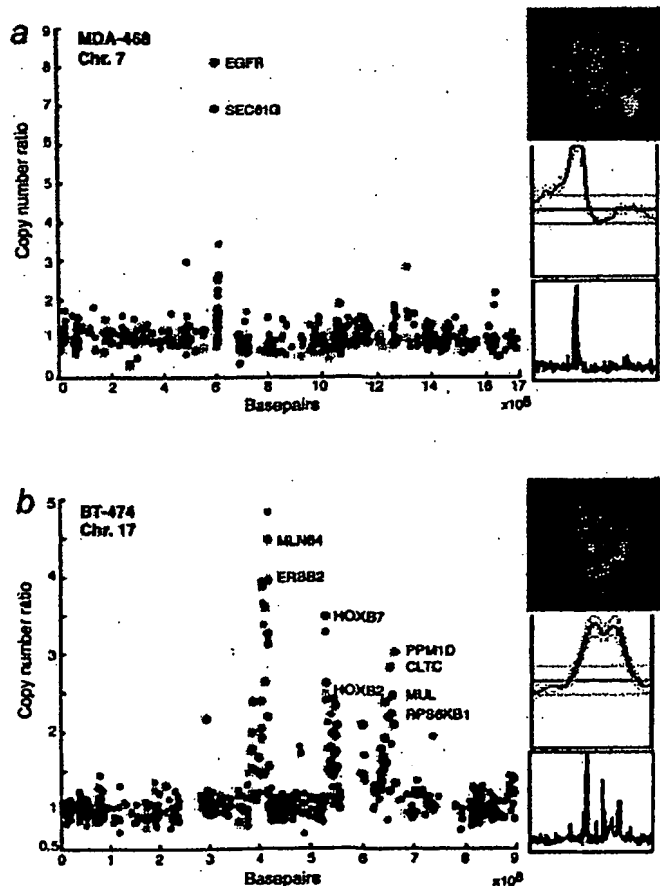 a
MDA-468
Chr. 7
9
8
7
6
5
4
3
2
1
0
EGFR
SEC61G
Copy number ratio
0 2 4 6 8 10 12 14 16 17
Basepairs
x10⁶
b
BT-474
Chr. 17
5
4
3
2
1
0.5
MLN64
ERBB2
HOXB7
PPM1D
CLTC
HOXB2
MUL
RPS6KB1
Copy number ratio
0 1 2 3 4 5 6 7 8 9
Basepairs
x10⁶